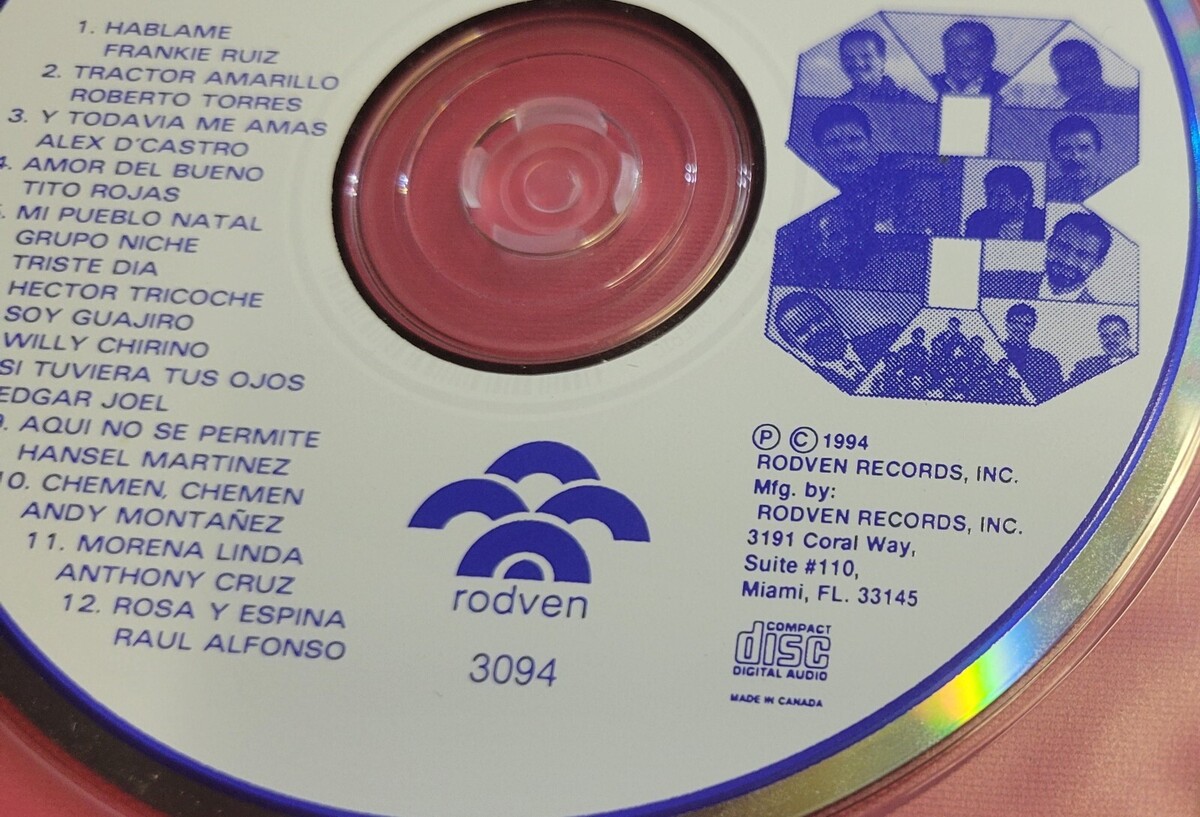 1. HABLAME
FRANKIE RUIZ
2. TRACTOR AMARILLO
ROBERTO TORRES
3. Y TODAVIA ME AMAS
ALEX D'CASTRO
4. AMOR DEL BUENO
TITO ROJAS
MI PUEBLO NATAL
GRUPO NICHE
TRISTE DIA
HECTOR TRICOCHE
SOY GUAJIRO
WILLY CHIRINO
SI TUVIERA TUS OJOS
EDGAR JOEL
9. AQUI NO SE PERMITE
HANSEL MARTINEZ
10. CHEMEN, CHEMEN
ANDY MONTAÑEZ
11. MORENA LINDA
ANTHONY CRUZ
12. ROSA Y ESPINA
RAUL ALFONSO
rodven
3094
Ⓟ © 1994
RODVEN RECORDS, INC.
Mfg. by:
RODVEN RECORDS, INC.
3191 Coral Way,
Suite #110,
Miami, FL. 33145
COMPACT
disc
DIGITAL AUDIO
MADE IN CANADA